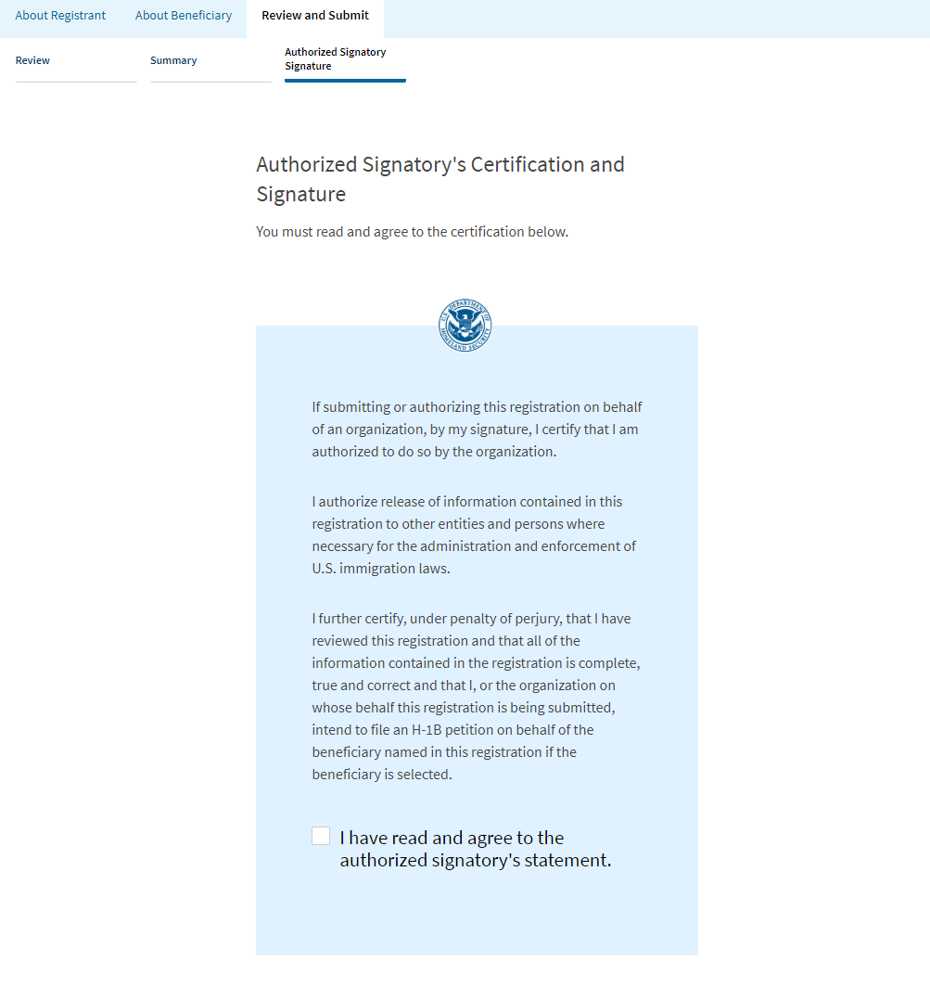 About Registrant
About Beneficiary
Review and Submit
Review
Summary
Authorized Signatory
Signature
Authorized Signatory's Certification and
Signature
You must read and agree to the certification below.
U.S. DEPARTMENT OF
HOMELAND SECURITY
If submitting or authorizing this registration on behalf
of an organization, by my signature, I certify that I am
authorized to do so by the organization.
I authorize release of information contained in this
registration to other entities and persons where
necessary for the administration and enforcement of
U.S. immigration laws.
I further certify, under penalty of perjury, that I have
reviewed this registration and that all of the
information contained in the registration is complete,
true and correct and that I, or the organization on
whose behalf this registration is being submitted,
intend to file an H-1B petition on behalf of the
beneficiary named in this registration if the
beneficiary is selected.
I have read and agree to the
authorized signatory's statement.